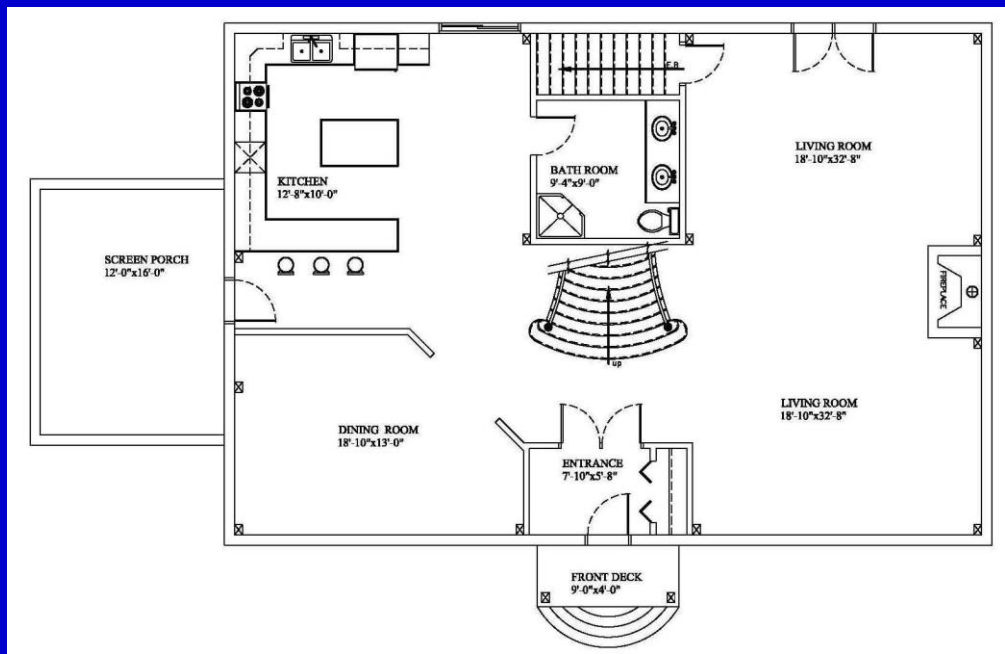 F.B
LIVING ROOM
18'-10"x32'-8"
BATH ROOM
9'-4"x9'-0"
KITCHEN
12'-8"x10'-0"
SCREEN PORCH
12'-0"x16'-0"
FIREPLACE
up
LIVING ROOM
18'-10"x32'-8"
DINING ROOM
18'-10"x13'-0"
ENTRANCE
7'-10"x5'-8"
FRONT DECK
9'-0"x4'-0"